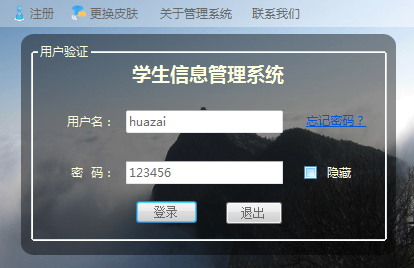 注册 更换皮肤 关于管理系统 联系我们
用户验证
学生信息管理系统
用户名： huazai 忘记密码？
密 码： 123456 隐藏
登录 退出